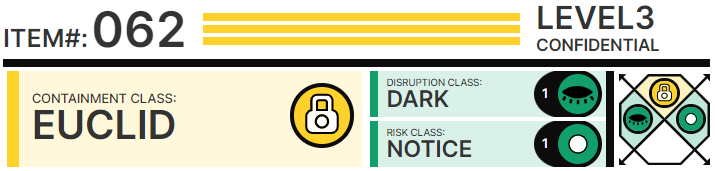 ITEM#: 062
LEVEL3
CONFIDENTIAL
CONTAINMENT CLASS:
EUCLID
DISRUPTION CLASS:
DARK
1
RISK CLASS:
NOTICE
1